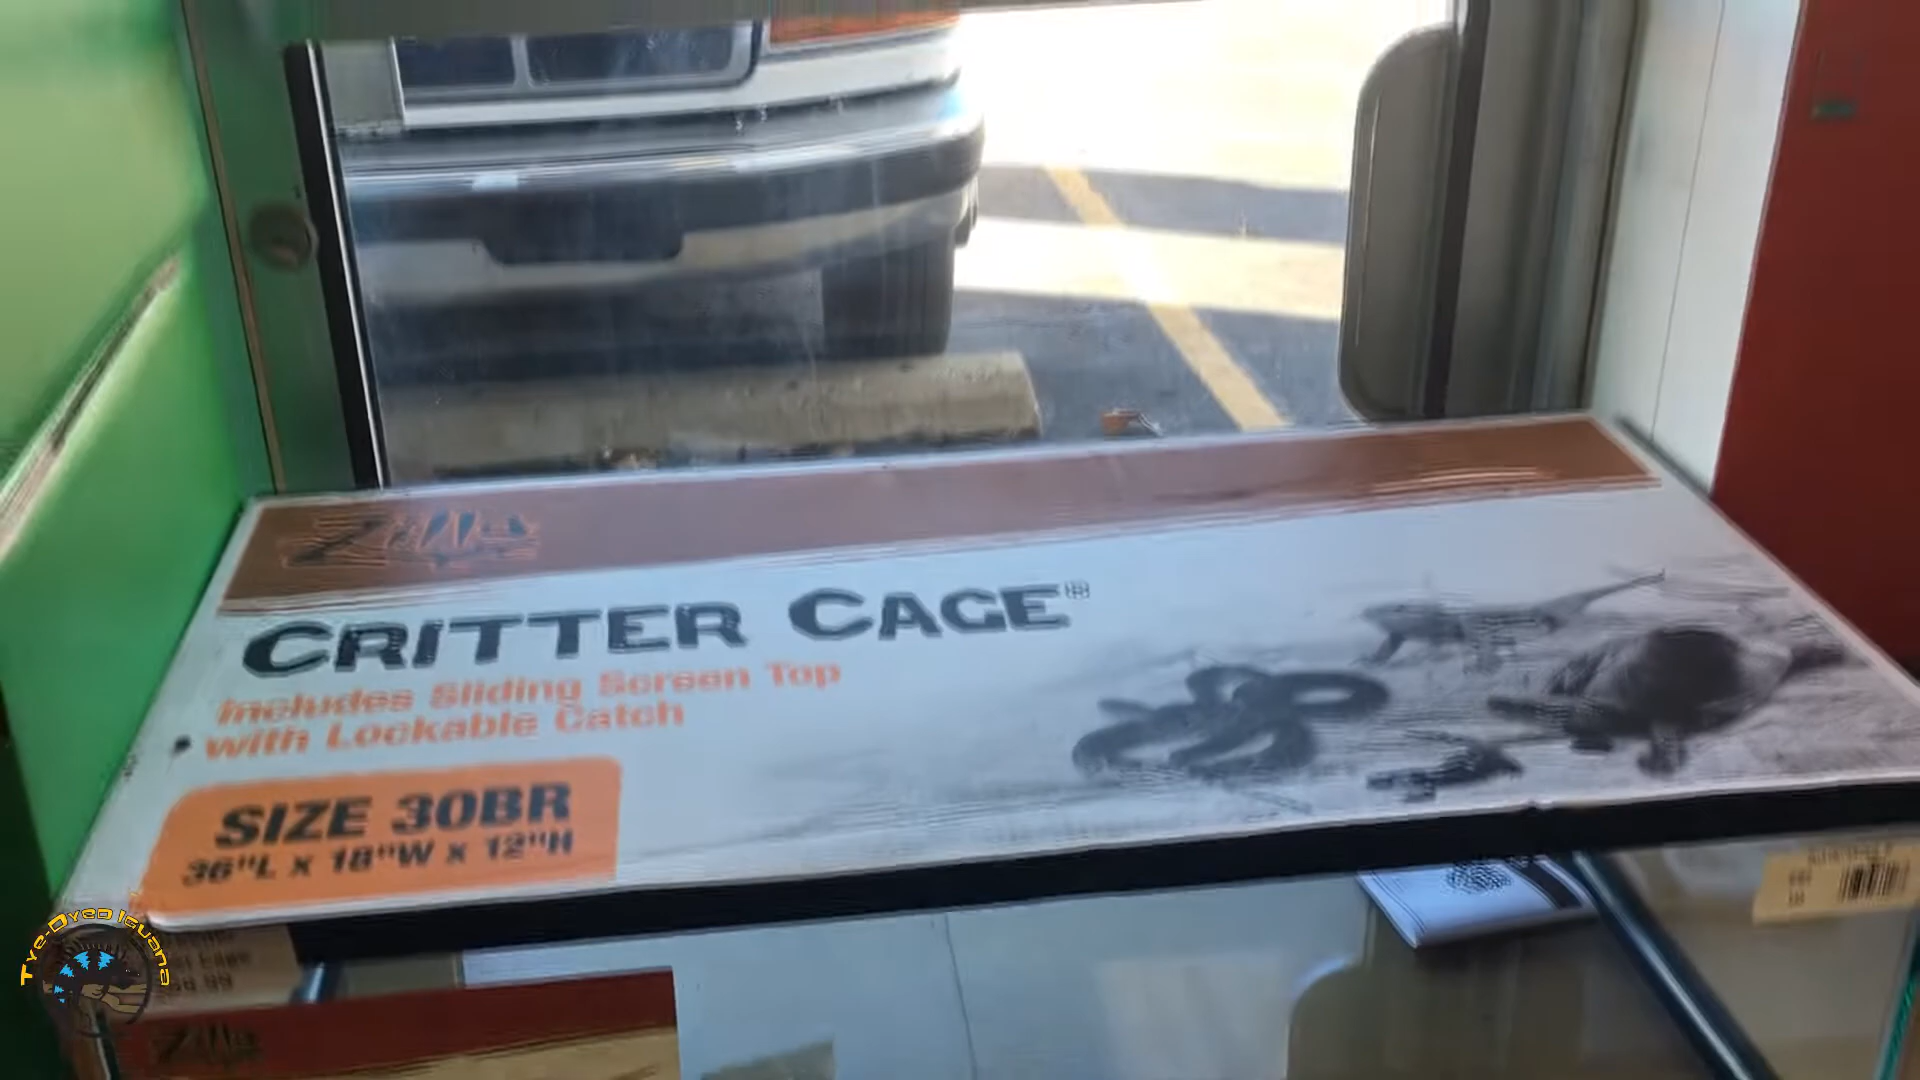 Zilla
CRITTER CAGE®
Includes Sliding Screen Top
with Lockable Catch
SIZE 30BR
36"L x 18"W x 12"H
Tye-Dyed Iguana
Zilla